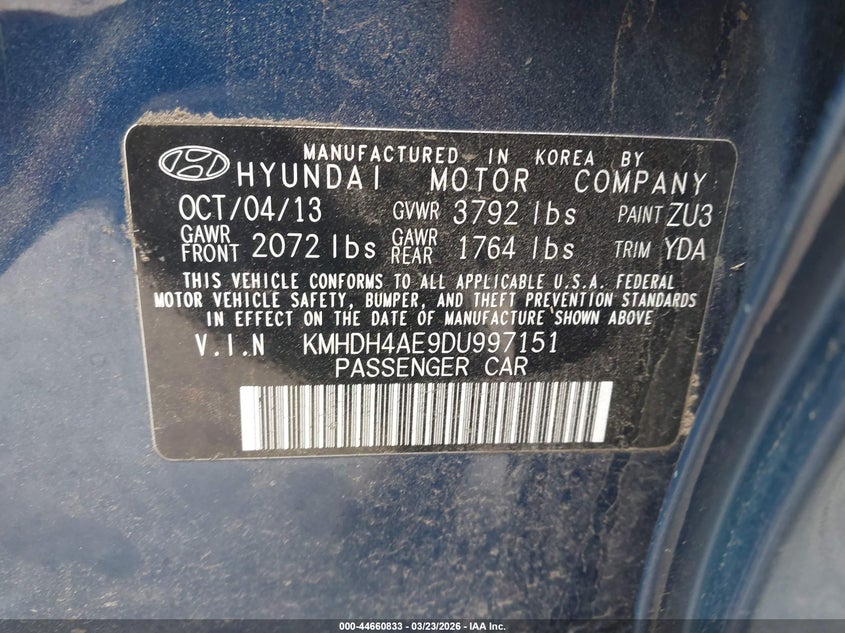 MANUFACTURED IN KOREA BY
HYUNDAI MOTOR COMPANY
OCT/04/13 GVWR 3792 lbs PAINT ZU3
GAWR FRONT 2072 lbs GAWR REAR 1764 lbs TRIM YDA
THIS VEHICLE CONFORMS TO ALL APPLICABLE U.S.A. FEDERAL
MOTOR VEHICLE SAFETY, BUMPER, AND THEFT PREVENTION STANDARDS
IN EFFECT ON THE DATE OF MANUFACTURE SHOWN ABOVE
V.I.N KMHDH4AE9DU997151
PASSENGER CAR
000-44660833 - 03/23/2026 - IAA Inc.